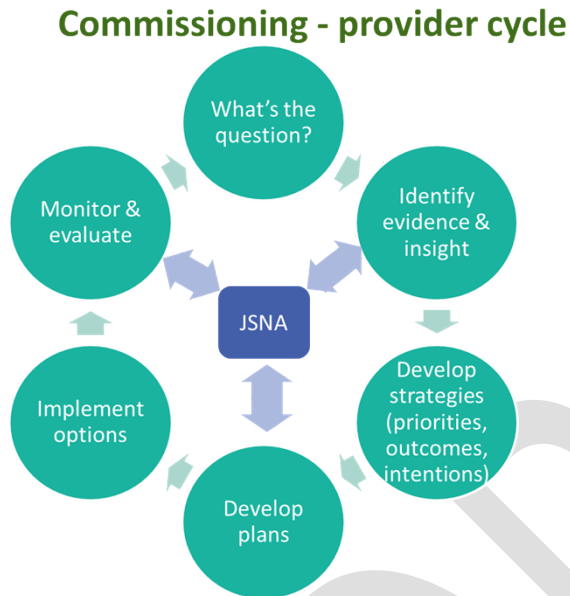 Commissioning - provider cycle
What's the
question?
Identify
evidence &
insight
Develop
strategies
(priorities,
outcomes,
intentions)
Develop
plans
Implement
options
Monitor &
evaluate
JSNA